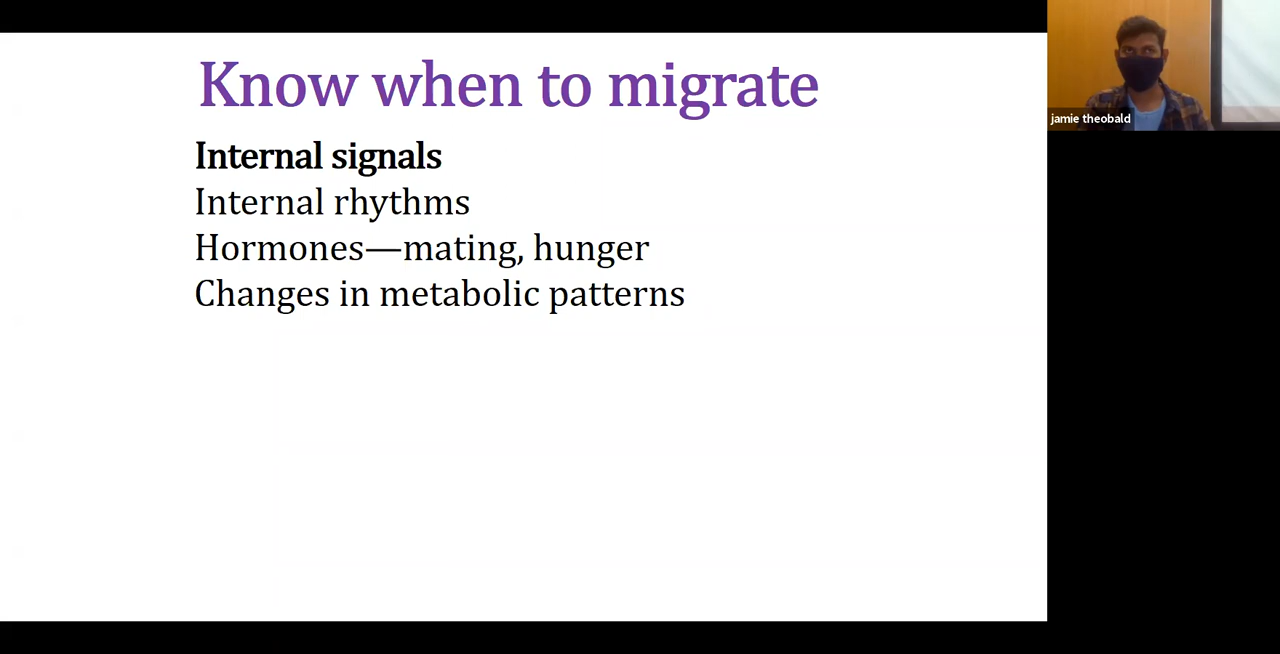 Know when to migrate
Internal signals
Internal rhythms
Hormones—mating, hunger
Changes in metabolic patterns
jamie theobald